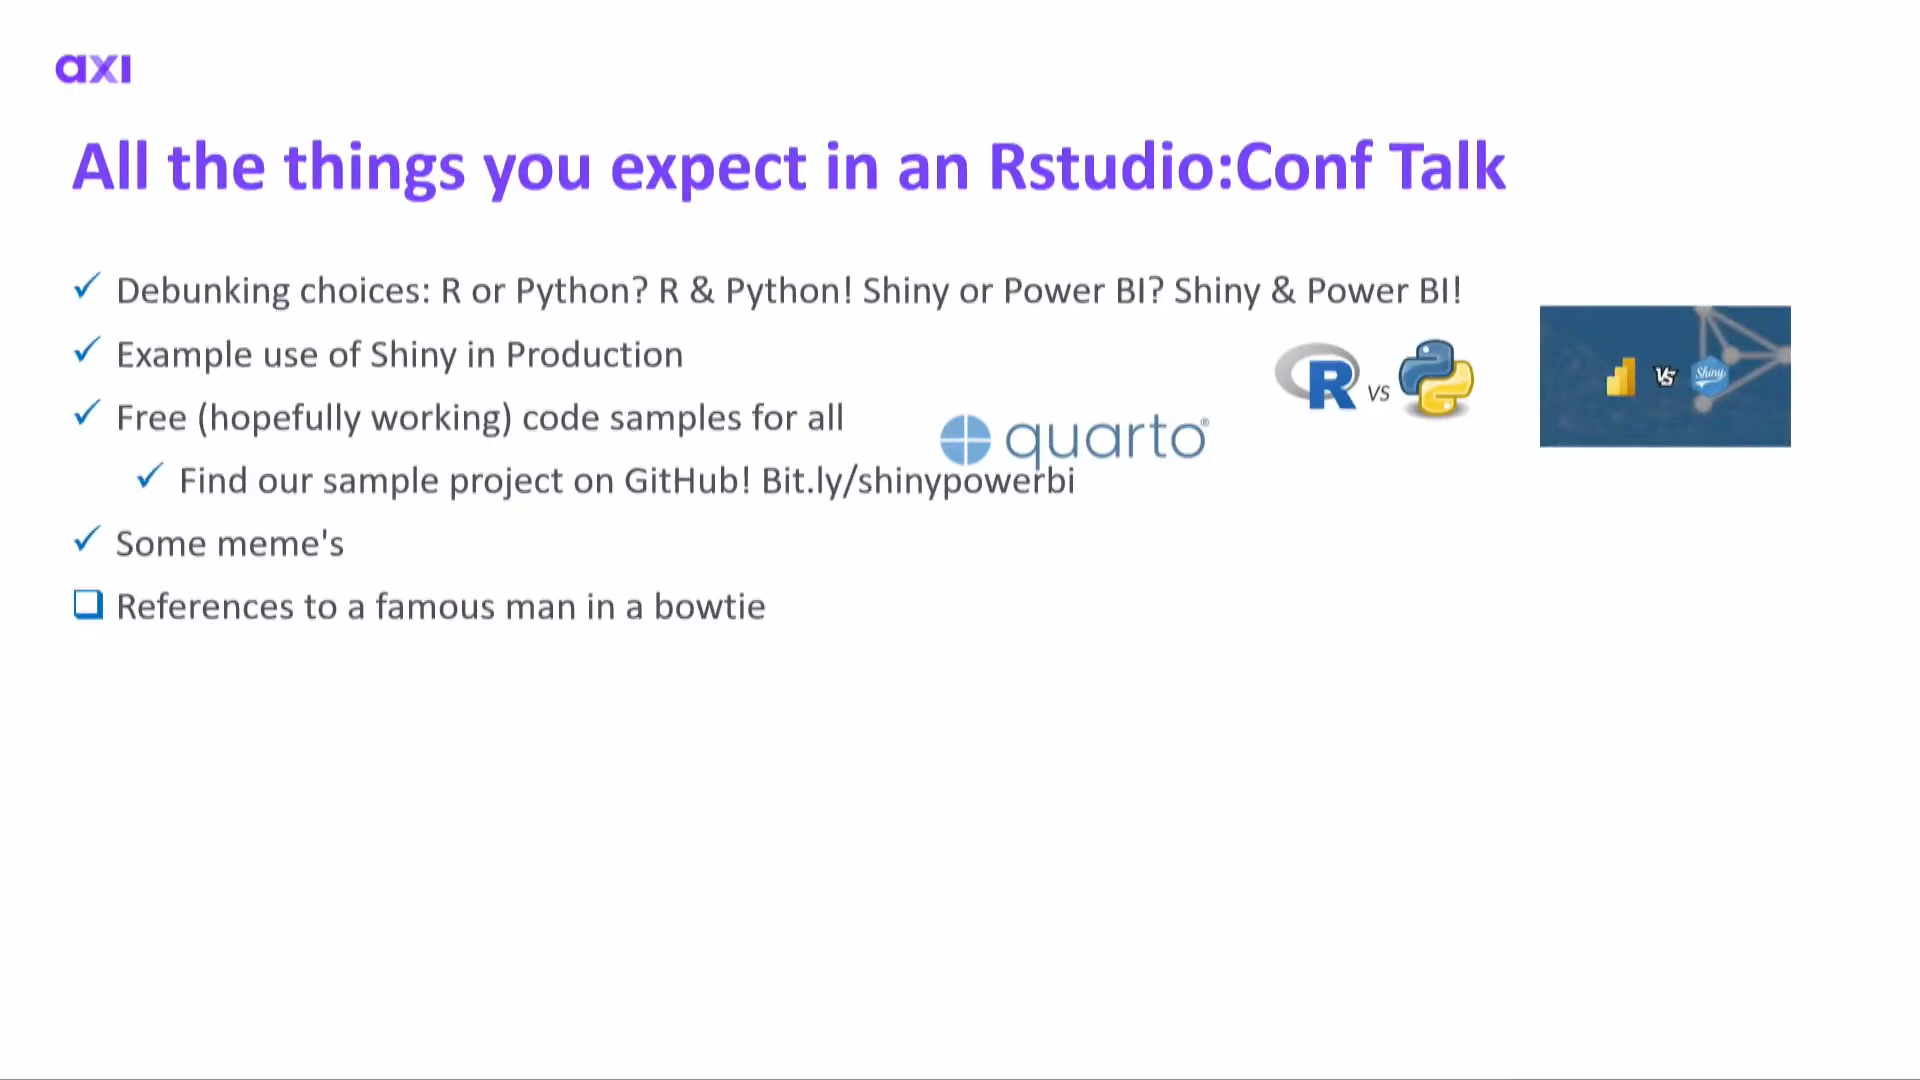 axi
All the things you expect in an Rstudio:Conf Talk
Debunking choices: R or Python? R & Python! Shiny or Power BI? Shiny & Power BI!
Example use of Shiny in Production
R vs
VS Shiny
Free (hopefully working) code samples for all
quarto®
Find our sample project on GitHub! Bit.ly/shinypowerbi
Some meme's
References to a famous man in a bowtie